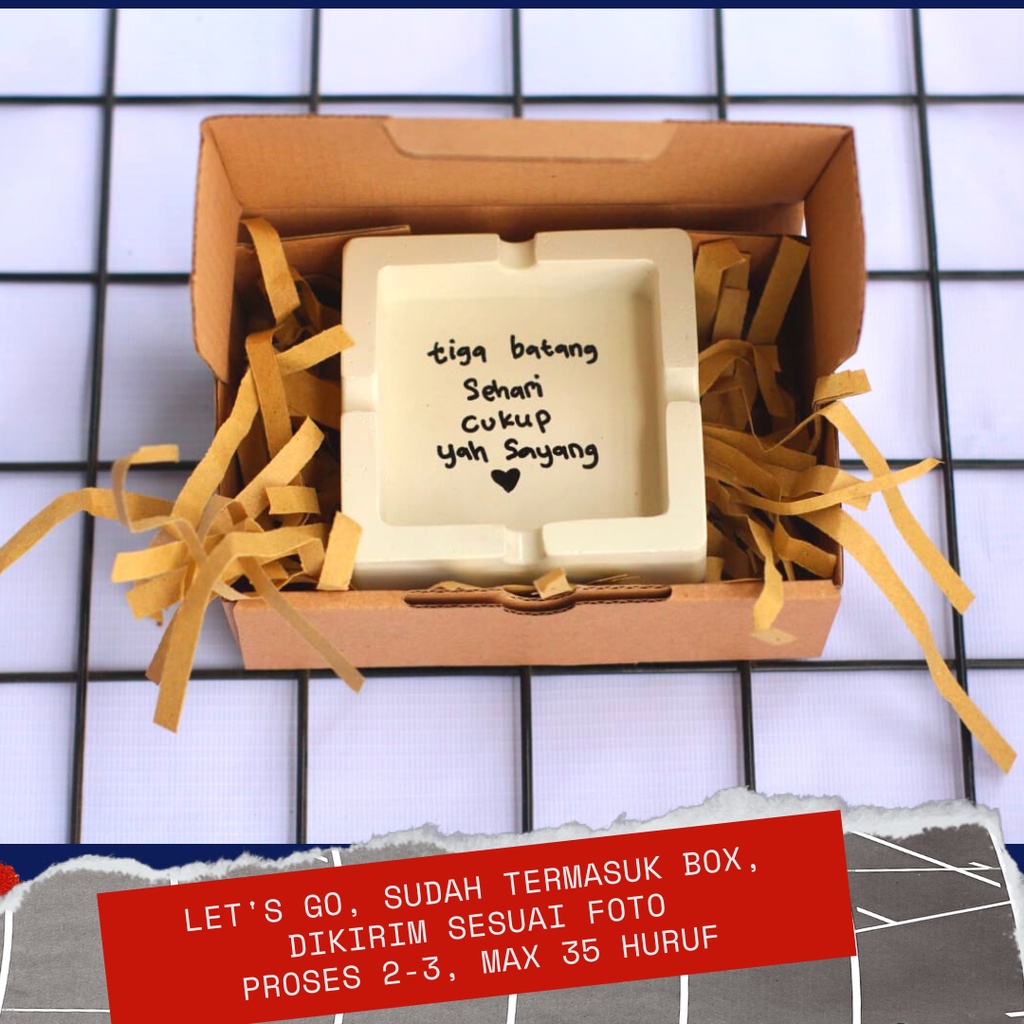 tiga batang
Sehari
cukup
yah Sayang
LET'S GO, SUDAH TERMASUK BOX,
DIKIRIM SESUAI FOTO
PROSES 2-3, MAX 35 HURUF